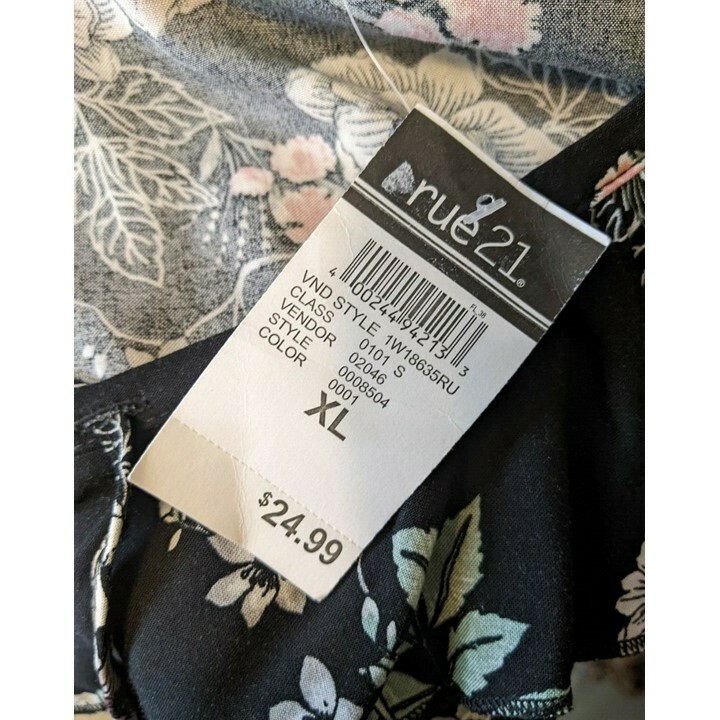 rue21®
FL_38
4 00244 94213 3
VND STYLE 1W18635RU
CLASS 0101 S
VENDOR 02046
STYLE 0008504
COLOR 0001
XL
$24.99